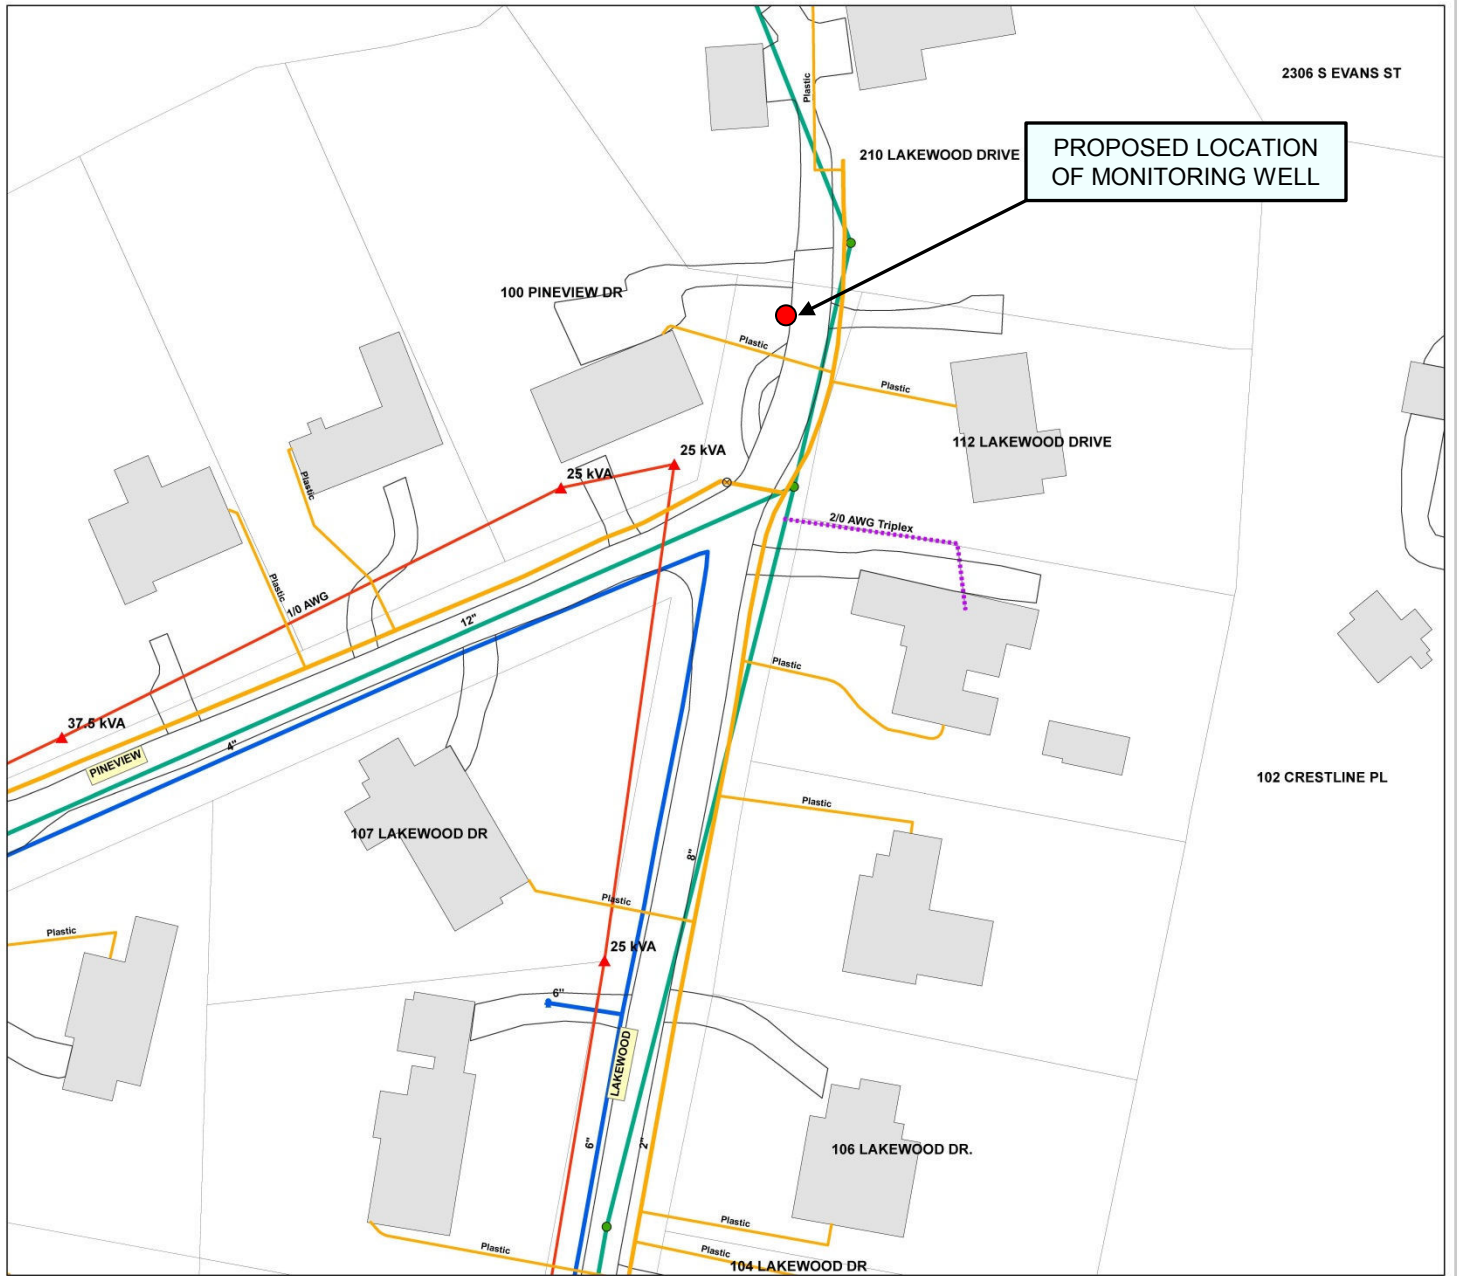 2306 S EVANS ST
Plastic
210 LAKEWOOD DRIVE
PROPOSED LOCATION
OF MONITORING WELL
100 PINEVIEW DR
Plastic
Plastic
112 LAKEWOOD DRIVE
25 kVA
25 kVA
Plastic
2/0 AWG Triplex
Plastic
1/0 AWG
12"
Plastic
37.5 kVA
4"
PINEVIEW
102 CRESTLINE PL
Plastic
107 LAKEWOOD DR
8"
Plastic
Plastic
25 kVA
6"
LAKEWOOD
6"
2"
106 LAKEWOOD DR.
Plastic
Plastic
Plastic
104 LAKEWOOD DR